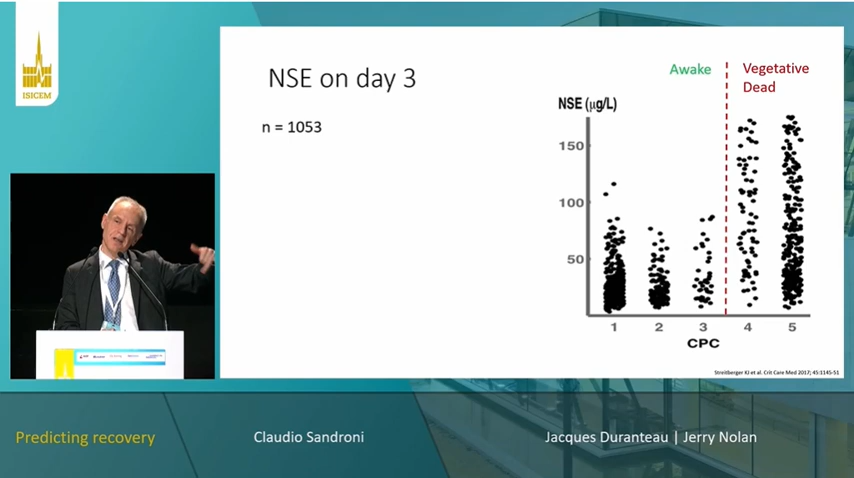 ISICEM
NSE on day 3
n = 1053
Awake
Vegetative
Dead
NSE (µg/L)
150
100
50
1 2 3 4 5
CPC
Streitberger KJ et al. Crit Care Med 2017; 45:1145-51
Predicting recovery
Claudio Sandroni
Jacques Duranteau | Jerry Nolan